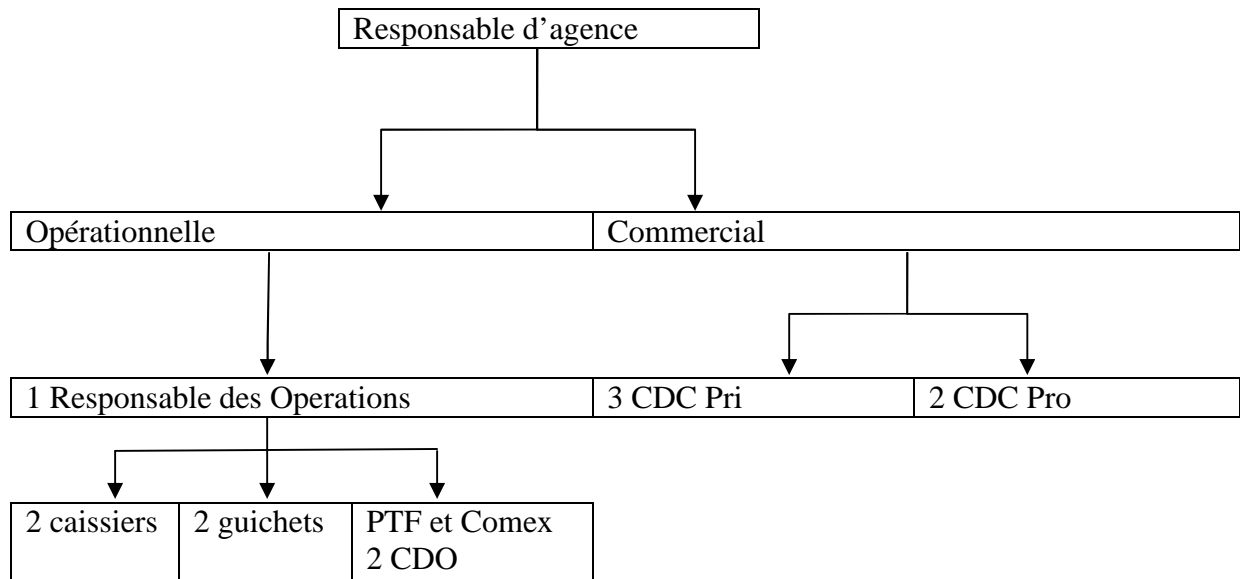 Responsable d’agence
Opérationnelle
Commercial
1 Responsable des Operations
3 CDC Pri
2 CDC Pro
2 caissiers
2 guichets
PTF et Comex
2 CDO